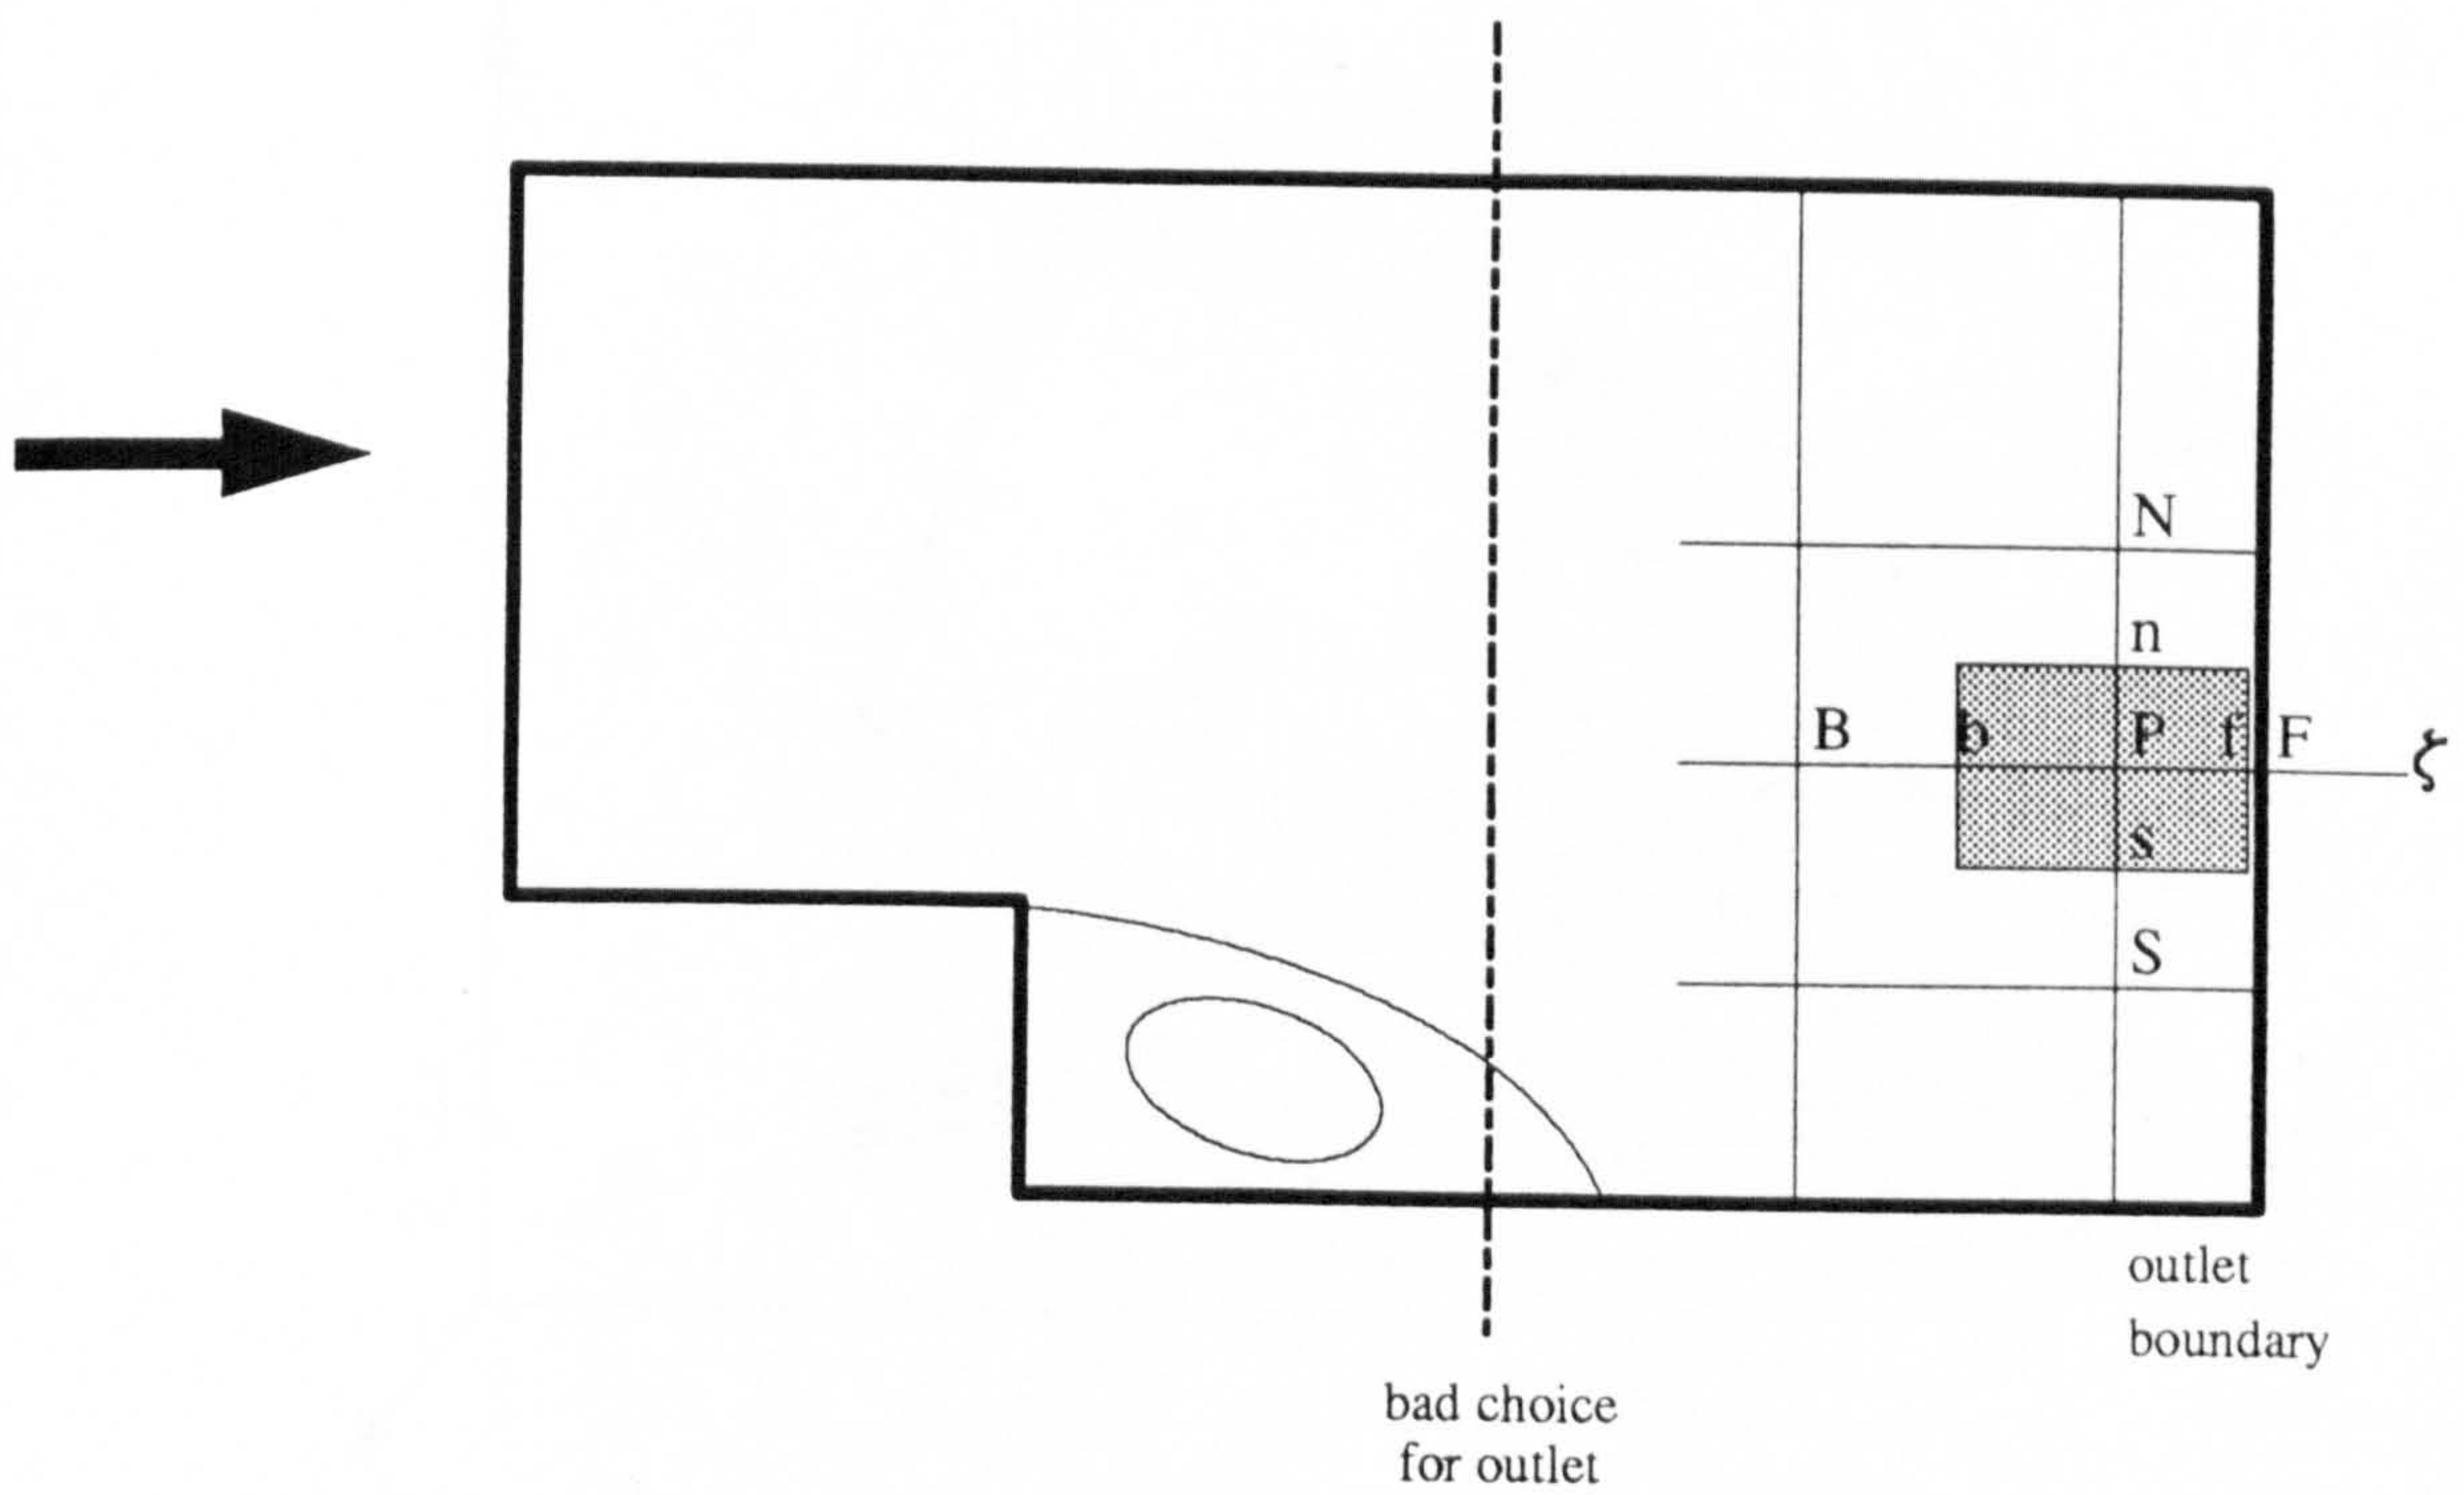 N
n
B b P f F ζ
s
S
outlet
boundary
bad choice
for outlet